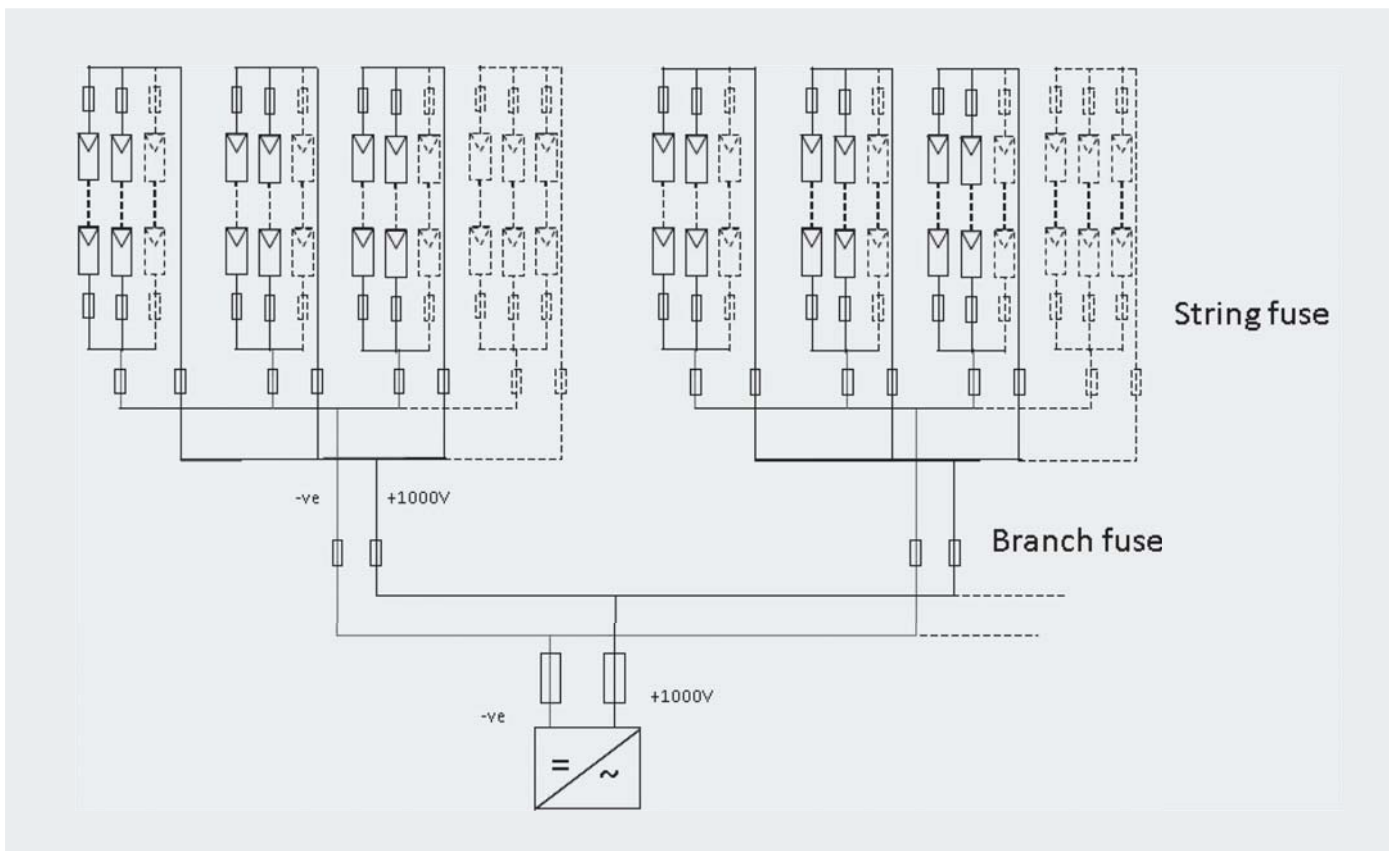 String fuse
-ve +1000V
Branch fuse
+1000V
-ve
= ~